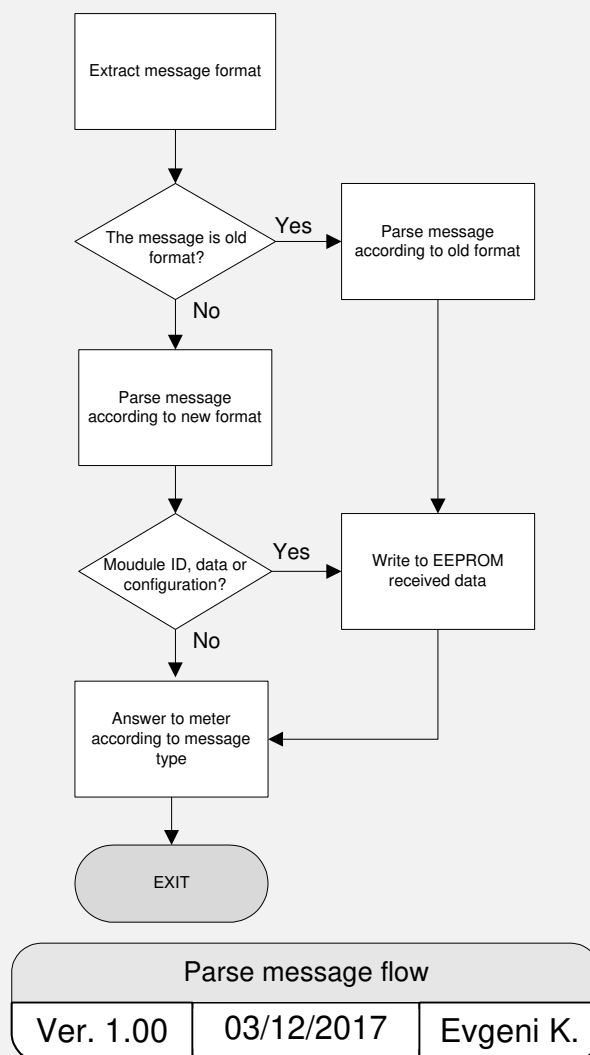 Extract message format
The message is old
format?
Yes
Parse message
according to old format
No
Parse message
according to new format
Moudule ID, data or
configuration?
Yes
Write to EEPROM
received data
No
Answer to meter
according to message
type
EXIT
Parse message flow
Ver. 1.00
03/12/2017
Evgeni K.